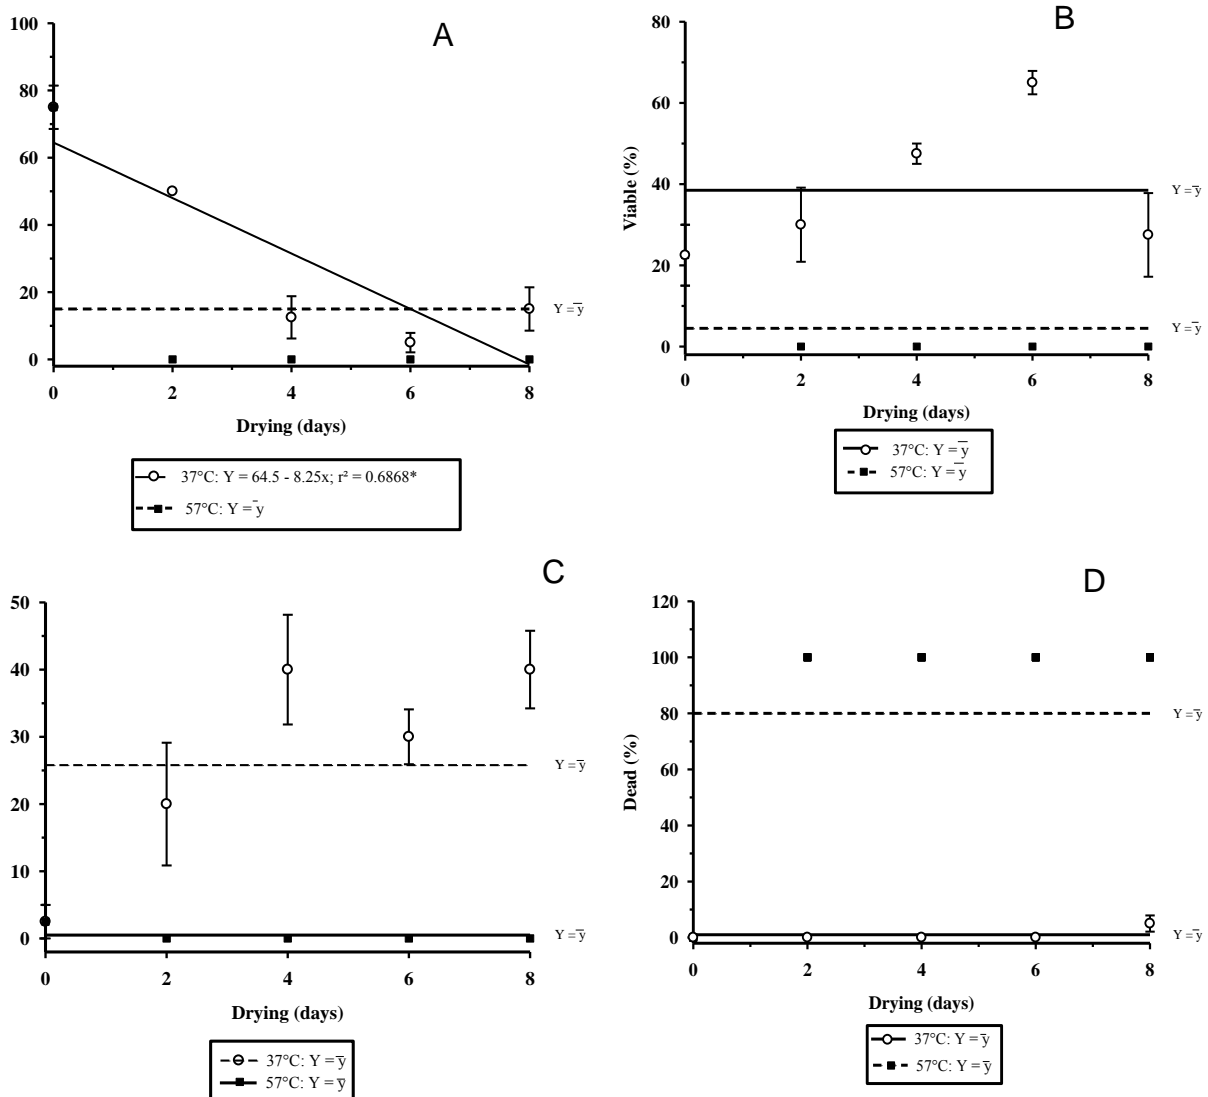 A
100
80
60
40
20
0
Y = ȳ
0 2 4 6 8
Drying (days)
37°C: Y = 64.5 - 8.25x; r² = 0.6868*
57°C: Y = ȳ
B
80
60
40
20
0
Viable (%)
Y = ȳ
Y = ȳ
0 2 4 6 8
Drying (days)
37°C: Y = ȳ
57°C: Y = ȳ
C
50
40
30
20
10
0
Y = ȳ
Y = ȳ
0 2 4 6 8
Drying (days)
37°C: Y = ȳ
57°C: Y = ȳ
D
120
100
80
60
40
20
0
Dead (%)
Y = ȳ
Y = ȳ
0 2 4 6 8
Drying (days)
37°C: Y = ȳ
57°C: Y = ȳ